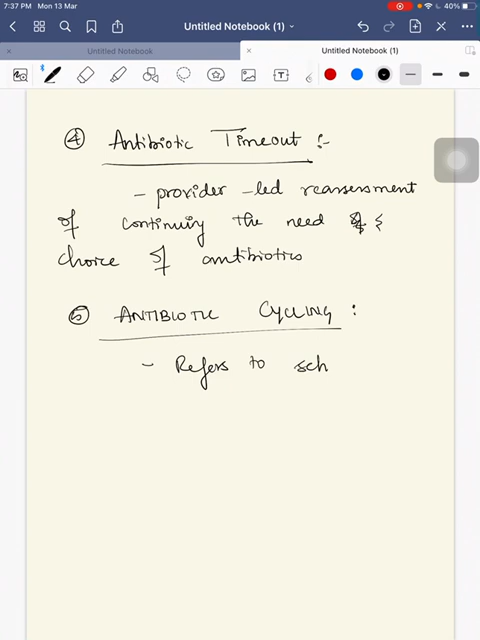 7:37 PM Mon 13 Mar
40%
Untitled Notebook (1)
Untitled Notebook
Untitled Notebook (1)
④ Antibiotic Timeout :-
- provider -led reassessment
of continuing the need &
choice of antibiotics
⑤ ANTIBIOTIC CYCLING :
- Refers to sch